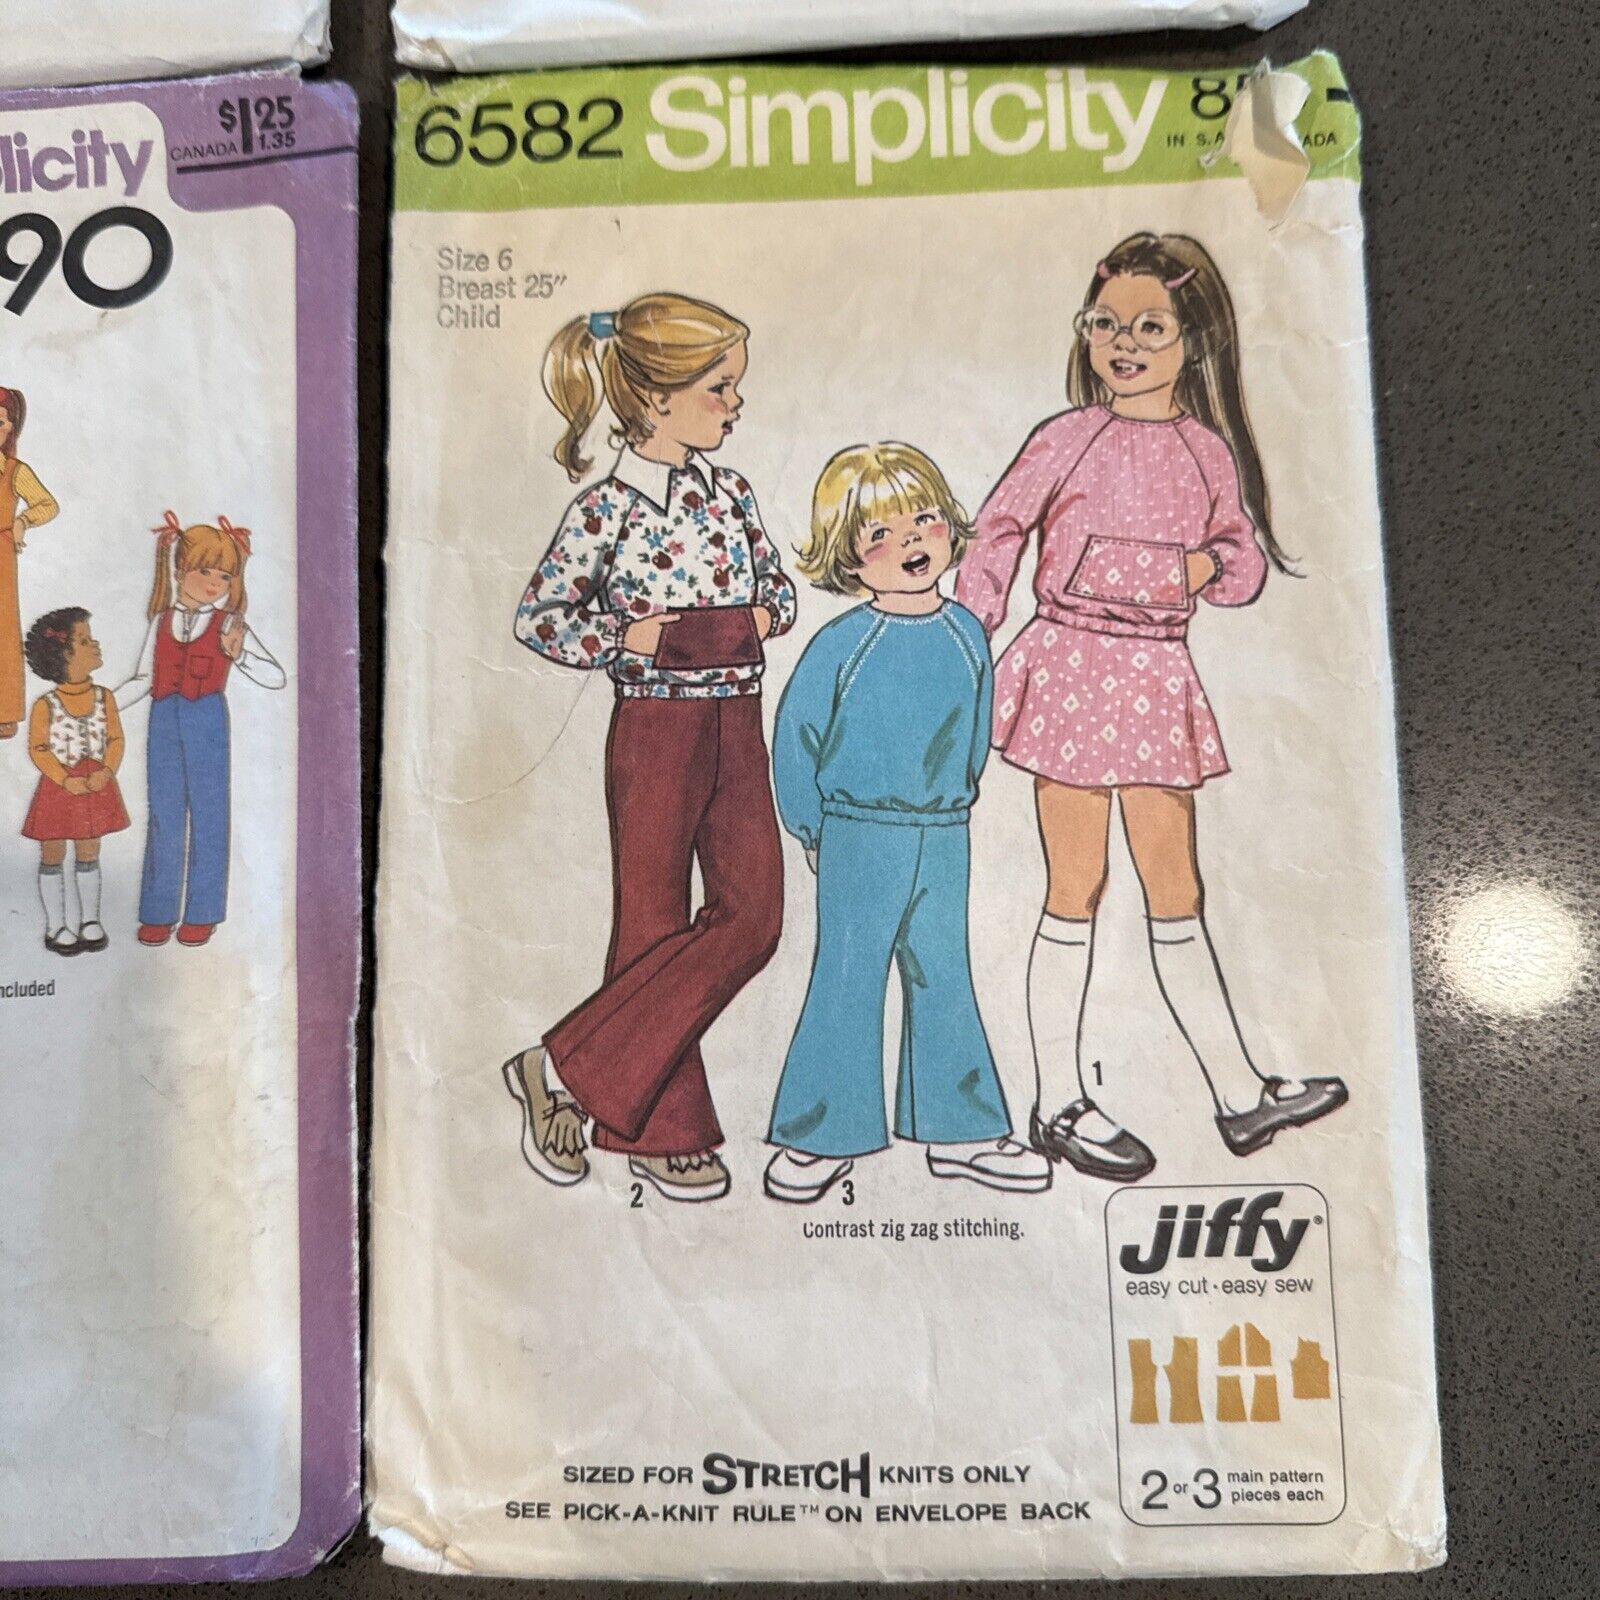 $1.25
CANADA 1.35
licity
90
ncluded
6582 Simplicity
IN S.A. ADA
Size 6
Breast 25"
Child
1
2
3
Contrast zig zag stitching.
jiffy®
easy cut • easy sew
2 or 3 main pattern
pieces each
SIZED FOR STRETCH KNITS ONLY
SEE PICK-A-KNIT RULE™ ON ENVELOPE BACK